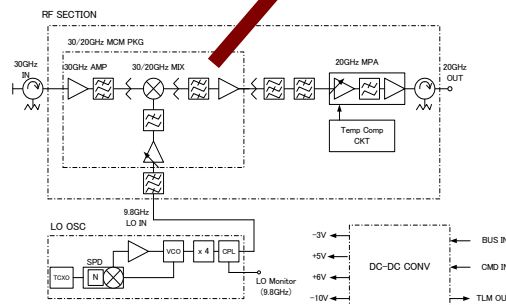 RF SECTION
30/20GHz MCM PKG
30GHz
IN
30GHz AMP
30/20GHz MIX
20GHz MPA
20GHz
OUT
Temp Comp
CKT
9.8GHz
LO IN
LO OSC
SPD
TCXO
N
VCO
x 4
CPL
LO Monitor
(9.8GHz)
-3V
+5V
+6V
-10V
DC-DC CONV
BUS IN
CMD IN
TLM OU